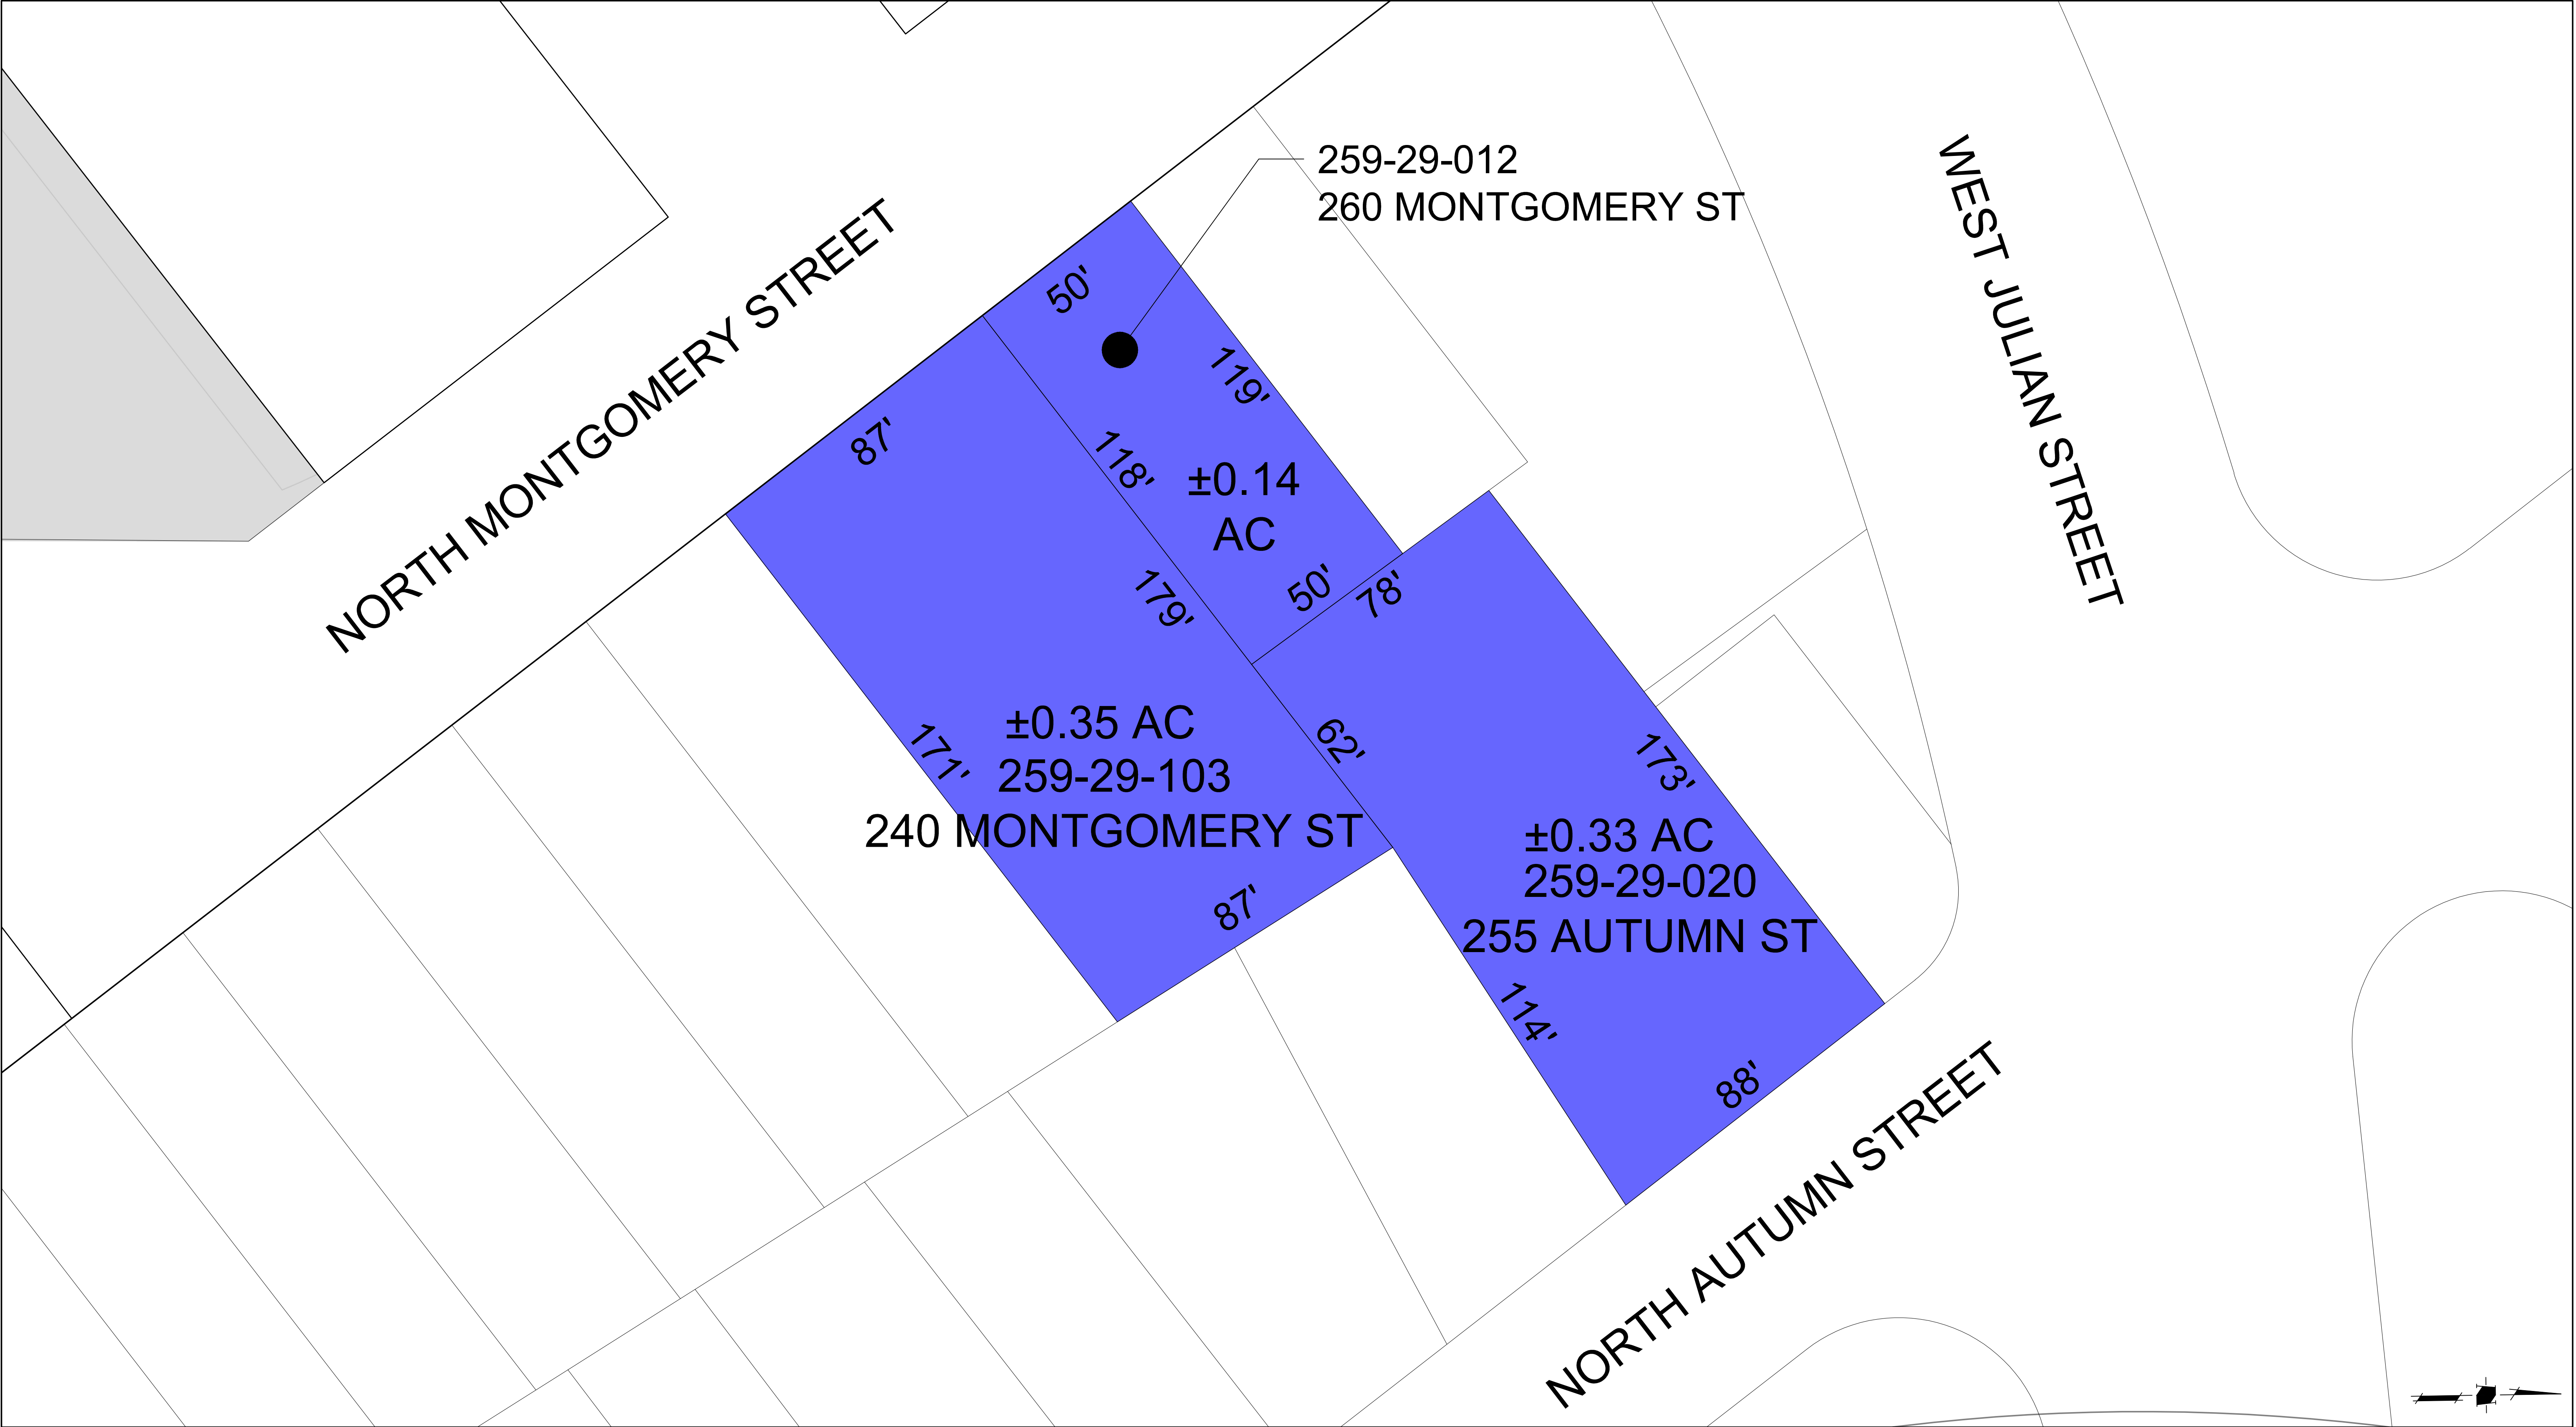 259-29-012
260 MONTGOMERY ST
WEST JULIAN STREET
NORTH MONTGOMERY STREET
50'
119'
87'
118'
±0.14
AC
179'
50'
78'
±0.35 AC
259-29-103
240 MONTGOMERY ST
171'
62'
173'
±0.33 AC
259-29-020
255 AUTUMN ST
87'
114'
88'
NORTH AUTUMN STREET